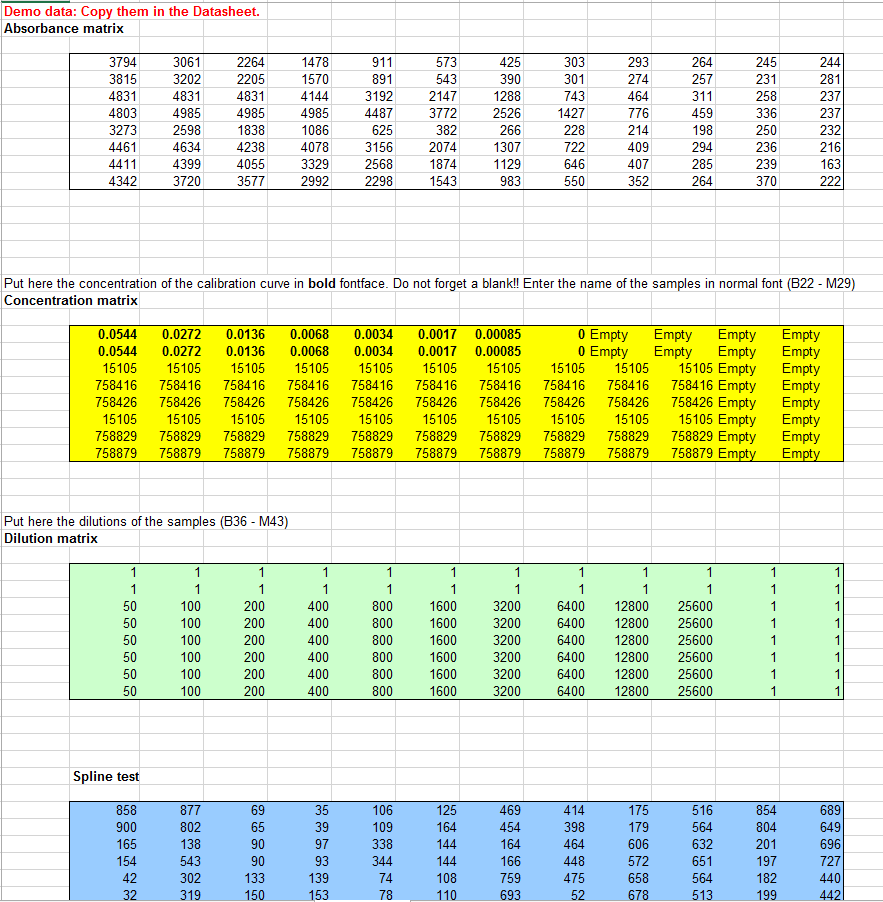 Demo data: Copy them in the Datasheet.
Absorbance matrix
3794 3061 2264 1478 911 573 425 303 293 264 245 244
3815 3202 2205 1570 891 543 390 301 274 257 231 281
4831 4831 4831 4144 3192 2147 1288 743 464 311 258 237
4803 4985 4985 4985 4487 3772 2526 1427 776 459 336 237
3273 2598 1838 1086 625 382 266 228 214 198 250 232
4461 4634 4238 4078 3156 2074 1307 722 409 294 236 216
4411 4399 4055 3329 2568 1874 1129 646 407 285 239 163
4342 3720 3577 2992 2298 1543 983 550 352 264 370 222
Put here the concentration of the calibration curve in bold fontface. Do not forget a blank!! Enter the name of the samples in normal font (B22 - M29)
Concentration matrix
0.0544 0.0272 0.0136 0.0068 0.0034 0.0017 0.00085 0 Empty Empty Empty Empty
0.0544 0.0272 0.0136 0.0068 0.0034 0.0017 0.00085 0 Empty Empty Empty Empty
15105 15105 15105 15105 15105 15105 15105 15105 15105 15105 Empty Empty
758416 758416 758416 758416 758416 758416 758416 758416 758416 758416 Empty Empty
758426 758426 758426 758426 758426 758426 758426 758426 758426 758426 Empty Empty
15105 15105 15105 15105 15105 15105 15105 15105 15105 15105 Empty Empty
758829 758829 758829 758829 758829 758829 758829 758829 758829 758829 Empty Empty
758879 758879 758879 758879 758879 758879 758879 758879 758879 758879 Empty Empty
Put here the dilutions of the samples (B36 - M43)
Dilution matrix
1 1 1 1 1 1 1 1 1 1 1 1
1 1 1 1 1 1 1 1 1 1 1 1
50 100 200 400 800 1600 3200 6400 12800 25600 1 1
50 100 200 400 800 1600 3200 6400 12800 25600 1 1
50 100 200 400 800 1600 3200 6400 12800 25600 1 1
50 100 200 400 800 1600 3200 6400 12800 25600 1 1
50 100 200 400 800 1600 3200 6400 12800 25600 1 1
50 100 200 400 800 1600 3200 6400 12800 25600 1 1
Spline test
858 877 69 35 106 125 469 414 175 516 854 689
900 802 65 39 109 164 454 398 179 564 804 649
165 138 90 97 338 144 164 464 606 632 201 696
154 543 90 93 344 144 166 448 572 651 197 727
42 302 133 139 74 108 759 475 658 564 182 440
32 319 150 153 78 110 693 52 678 513 199 442